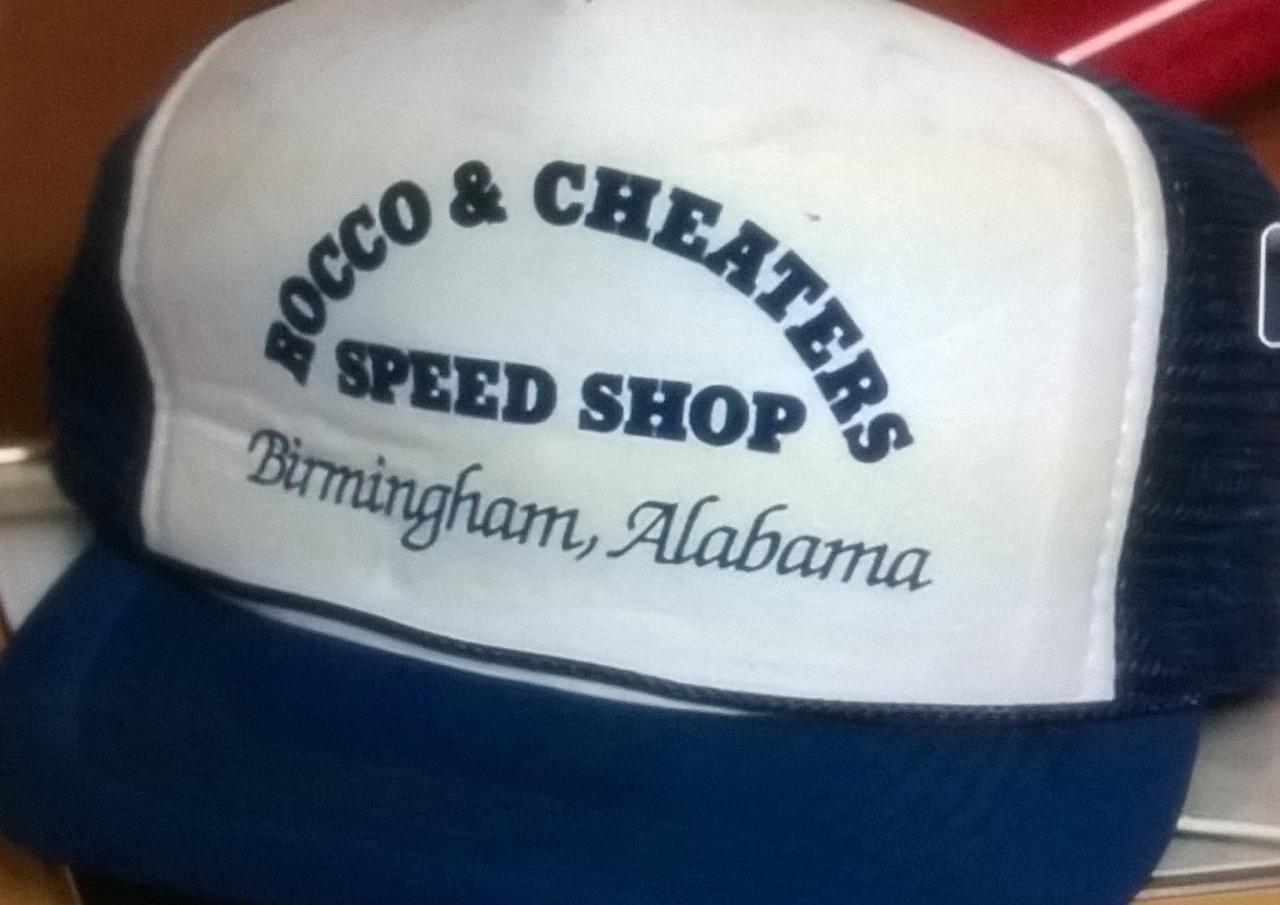 ROCCO & CHEATERS
SPEED SHOP
Birmingham, Alabama